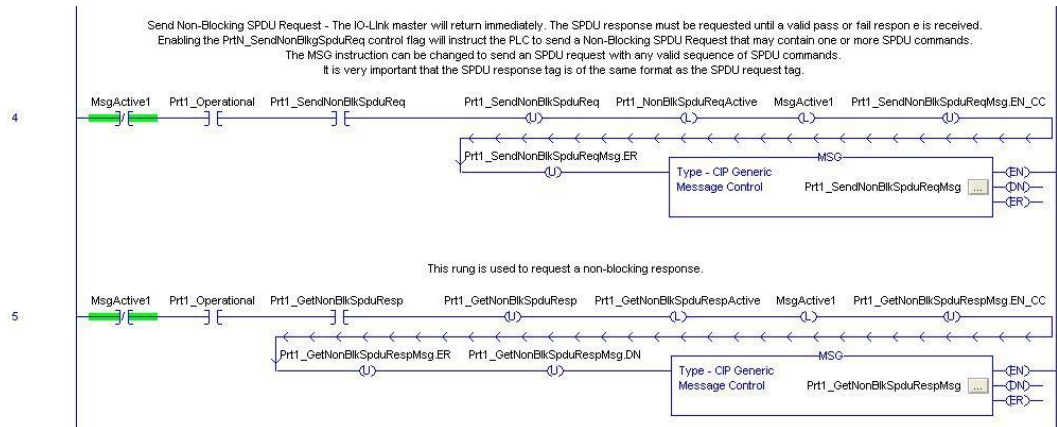 Send Non-Blocking SPDU Request - The IO-LInk master will return immediately. The SPDU response must be requested until a valid pass or fail respon e is received.
Enabling the PrtN_SendNonBlkgSpduReq control flag will instruct the PLC to send a Non-Blocking SPDU Request that may contain one or more SPDU commands.
The MSG instruction can be changed to send an SPDU request with any valid sequence of SPDU commands.
It is very important that the SPDU response tag is of the same format as the SPDU request tag.
MsgActive1 Prt1_Operational Prt1_SendNonBlkSpduReq Prt1_SendNonBlkSpduReq Prt1_NonBlkSpduReqActive MsgActive1 Prt1_SendNonBlkSpduReqMsg.EN_CC
4 / U L L U
Prt1_SendNonBlkSpduReqMsg.ER MSG
U Type - CIP Generic EN
Message Control Prt1_SendNonBlkSpduReqMsg ... DN
ER
This rung is used to request a non-blocking response.
MsgActive1 Prt1_Operational Prt1_GetNonBlkSpduResp Prt1_GetNonBlkSpduResp Prt1_GetNonBlkSpduRespActive MsgActive1 Prt1_GetNonBlkSpduRespMsg.EN_CC
5 / U L L U
Prt1_GetNonBlkSpduRespMsg.ER Prt1_GetNonBlkSpduRespMsg.DN MSG
U U Type - CIP Generic EN
Message Control Prt1_GetNonBlkSpduRespMsg ... DN
ER